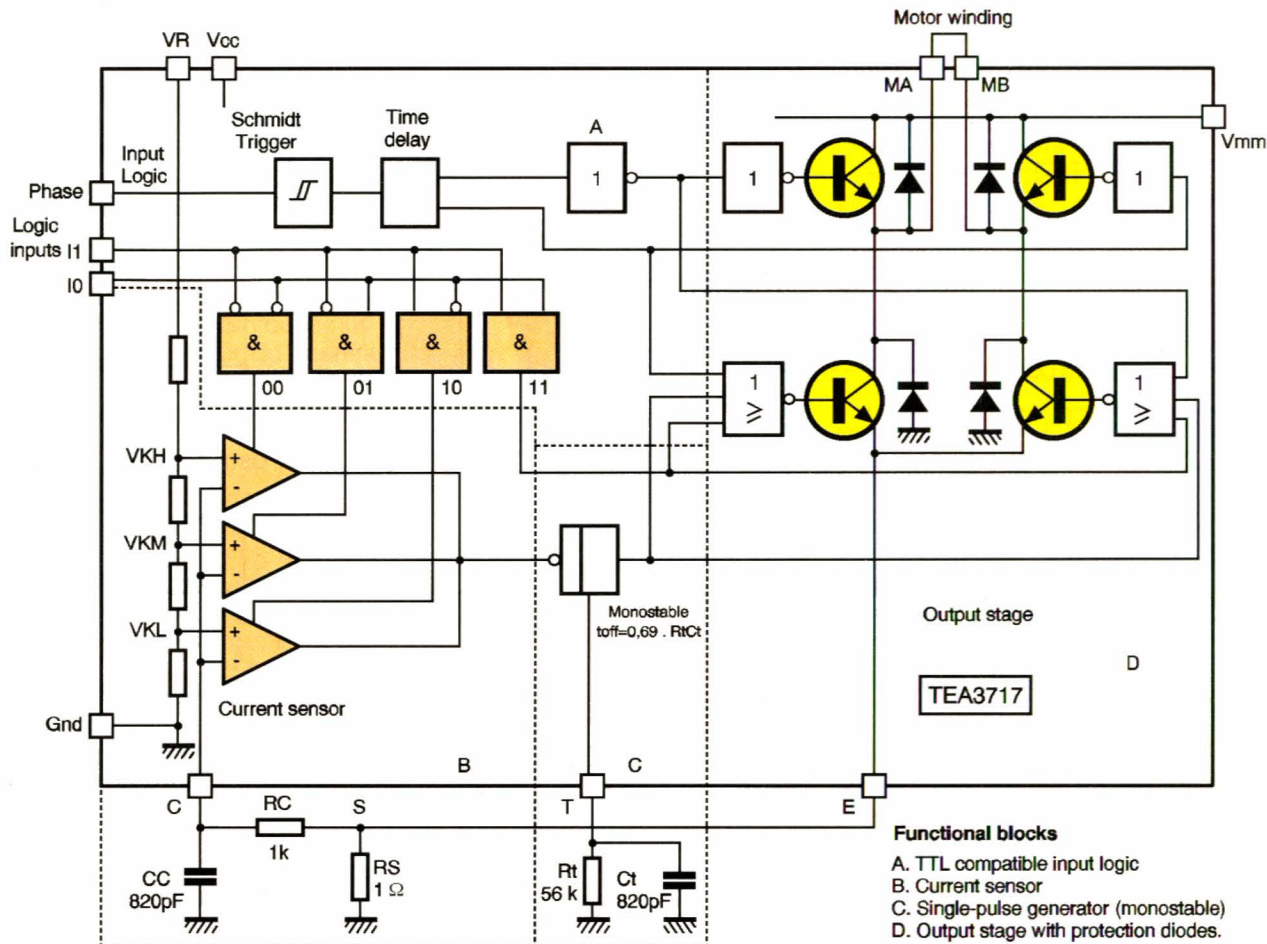 Motor winding
VR Vcc
MA MB
Vmm
Schmidt
Trigger
Time
delay
A
Input
Logic
Phase
1
1
1
Logic
inputs I1
I0
& & & &
00 01 10 11
1
≥
1
≥
VKH
+
-
VKM
+
-
VKL
+
-
Monostable
toff=0,69 . RtCt
Output stage
D
TEA3717
Current sensor
Gnd
B
C
C
RC
S
T
E
1k
CC
820pF
RS
1 Ω
Rt
56 k
Ct
820pF
Functional blocks
A. TTL compatible input logic
B. Current sensor
C. Single-pulse generator (monostable)
D. Output stage with protection diodes.